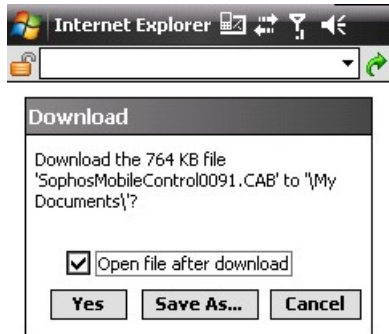 Internet Explorer
Download
Download the 764 KB file
'SophosMobileControl0091.CAB' to '\My
Documents\'?
Open file after download
Yes Save As... Cancel